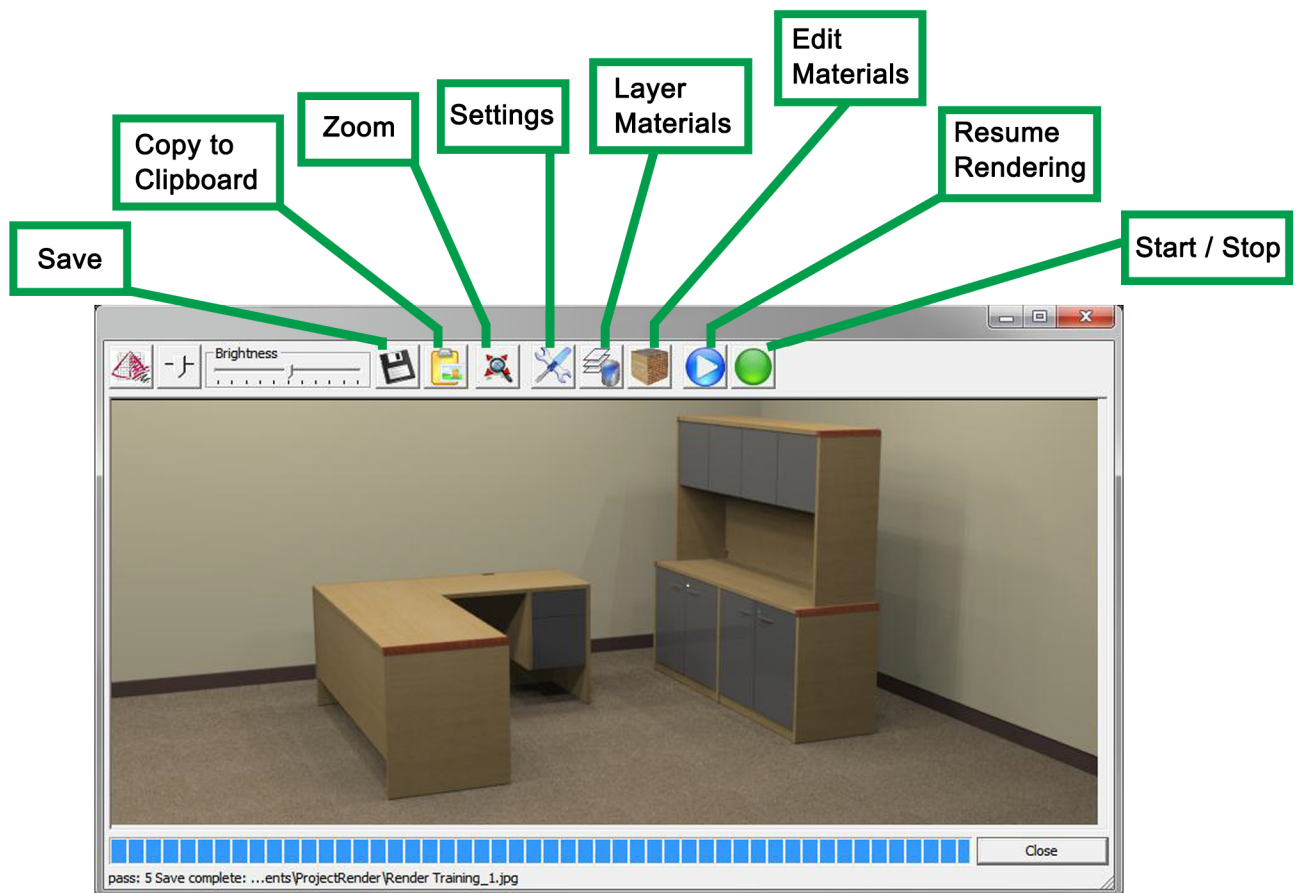 Edit
Materials
Layer
Materials
Settings
Zoom
Resume
Rendering
Copy to
Clipboard
Start / Stop
Save
Brightness
Close
pass: 5 Save complete: ...ents\ProjectRender\Render Training_1.jpg